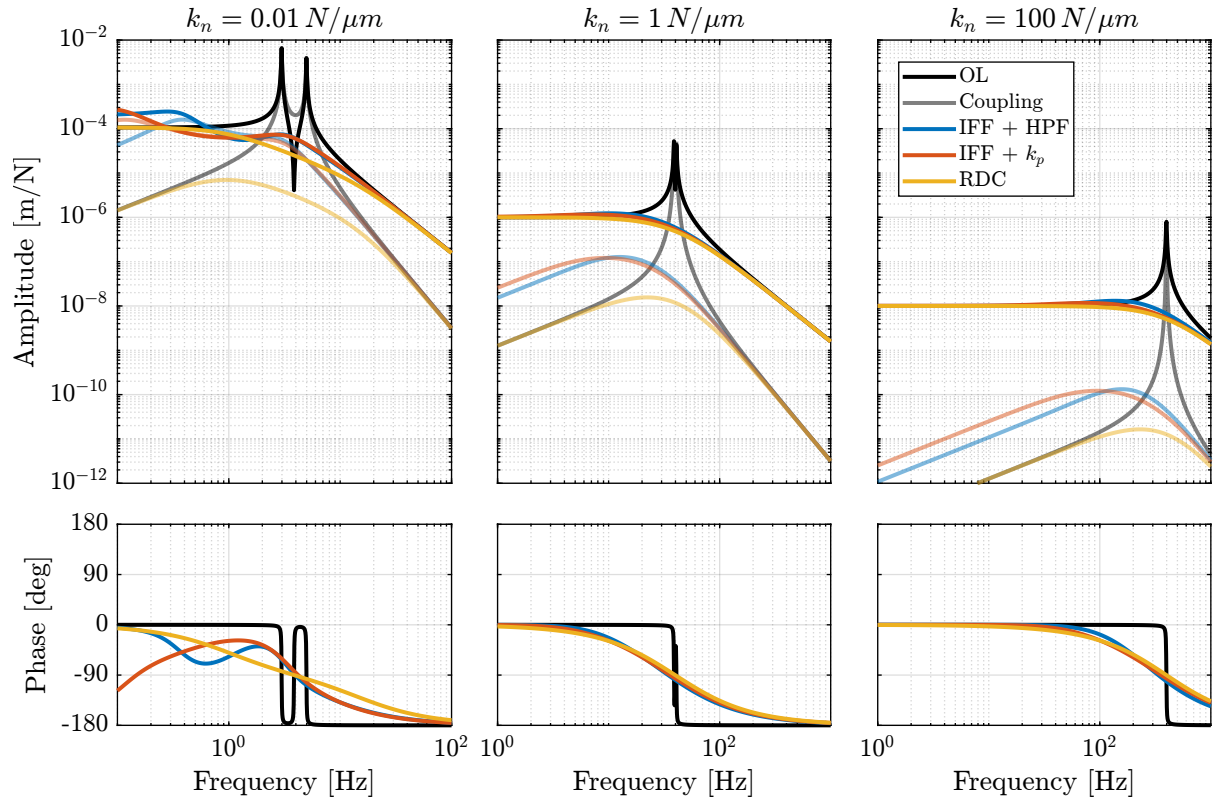 k_n = 0.01 N/μm
k_n = 1 N/μm
k_n = 100 N/μm
Amplitude [m/N]
10^-2
10^-4
10^-6
10^-8
10^-10
10^-12
OL
Coupling
IFF + HPF
IFF + k_p
RDC
Phase [deg]
180
90
0
-90
-180
10^0 10^2
10^0 10^2
10^0 10^2
Frequency [Hz]
Frequency [Hz]
Frequency [Hz]